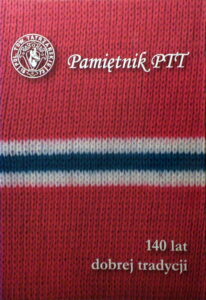 Pamiętnik PTT
140 lat
dobrej tradycji